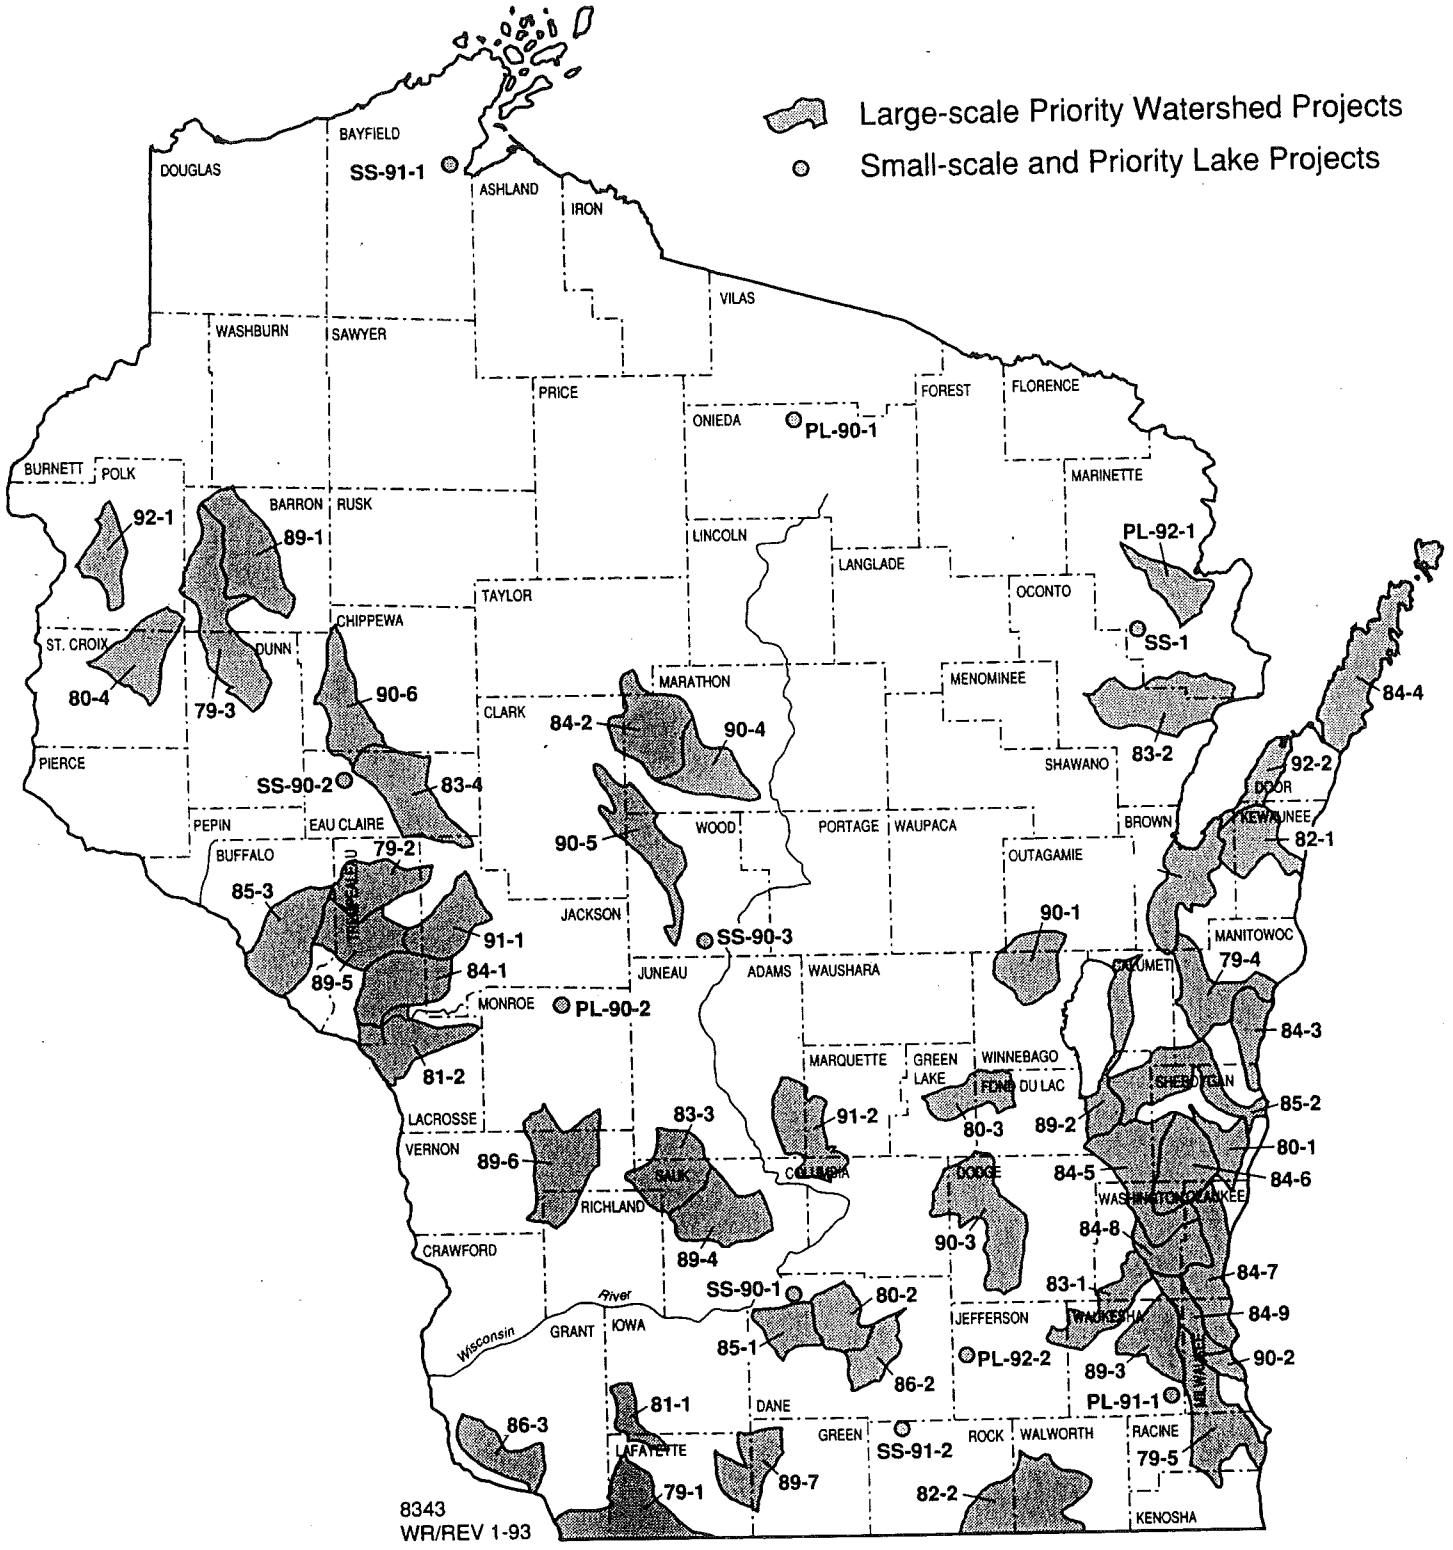 Large-scale Priority Watershed Projects
Small-scale and Priority Lake Projects
BAYFIELD
DOUGLAS
SS-91-1
ASHLAND
IRON
VILAS
WASHBURN
SAWYER
PRICE
FOREST
FLORENCE
ONIEDA
PL-90-1
BURNETT
POLK
MARINETTE
BARRON
RUSK
92-1
89-1
LINCOLN
PL-92-1
LANGLADE
TAYLOR
OCONTO
CHIPPEWA
ST. CROIX
DUNN
SS-1
80-4
79-3
90-6
MARATHON
MENOMINEE
84-4
CLARK
84-2
90-4
83-2
PIERCE
SHAWANO
92-2
SS-90-2
83-4
DOOR
PEPIN
EAU CLAIRE
WOOD
PORTAGE
WAUPACA
BROWN
KEWAUNEE
82-1
90-5
BUFFALO
79-2
OUTAGAMIE
TREMPEALEAU
85-3
JACKSON
90-1
91-1
SS-90-3
MANITOWOC
89-5
84-1
JUNEAU
ADAMS
WAUSHARA
CALUMET
79-4
MONROE
PL-90-2
84-3
MARQUETTE
GREEN
LAKE
WINNEBAGO
81-2
FOND DU LAC
SHEBOYGAN
85-2
LACROSSE
83-3
91-2
80-3
89-2
80-1
VERNON
89-6
SAUK
COLUMBIA
DODGE
84-5
84-6
RICHLAND
WASHINGTON
OZAUKEE
84-8
CRAWFORD
89-4
90-3
84-7
83-1
SS-90-1
80-2
River
Wisconsin
GRANT
IOWA
JEFFERSON
WAUKESHA
84-9
85-1
PL-92-2
89-3
MILWAUKEE
90-2
86-2
81-1
PL-91-1
DANE
86-3
GREEN
SS-91-2
ROCK
WALWORTH
RACINE
LAFAYETTE
79-5
79-1
89-7
82-2
8343
WR/REV 1-93
KENOSHA